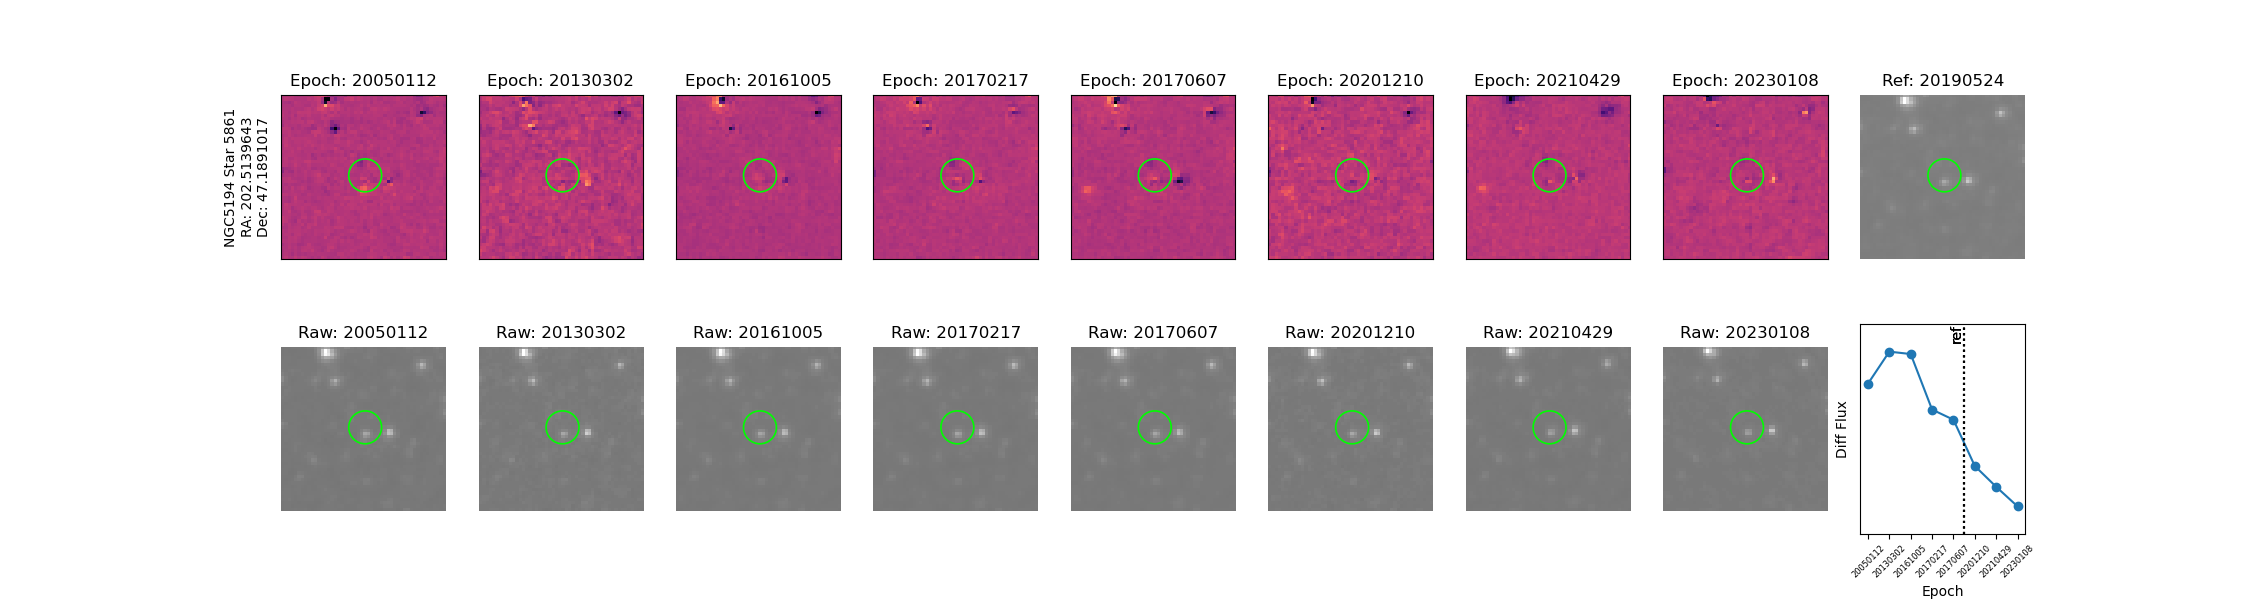 Epoch: 20050112
Epoch: 20130302
Epoch: 20161005
Epoch: 20170217
Epoch: 20170607
Epoch: 20201210
Epoch: 20210429
Epoch: 20230108
Ref: 20190524
NGC5194 Star 5861
RA: 202.5139643
Dec: 47.1891017
Raw: 20050112
Raw: 20130302
Raw: 20161005
Raw: 20170217
Raw: 20170607
Raw: 20201210
Raw: 20210429
Raw: 20230108
ref
Diff Flux
20050112
20130302
20161005
20170217
20170607
20201210
20210429
20230108
Epoch